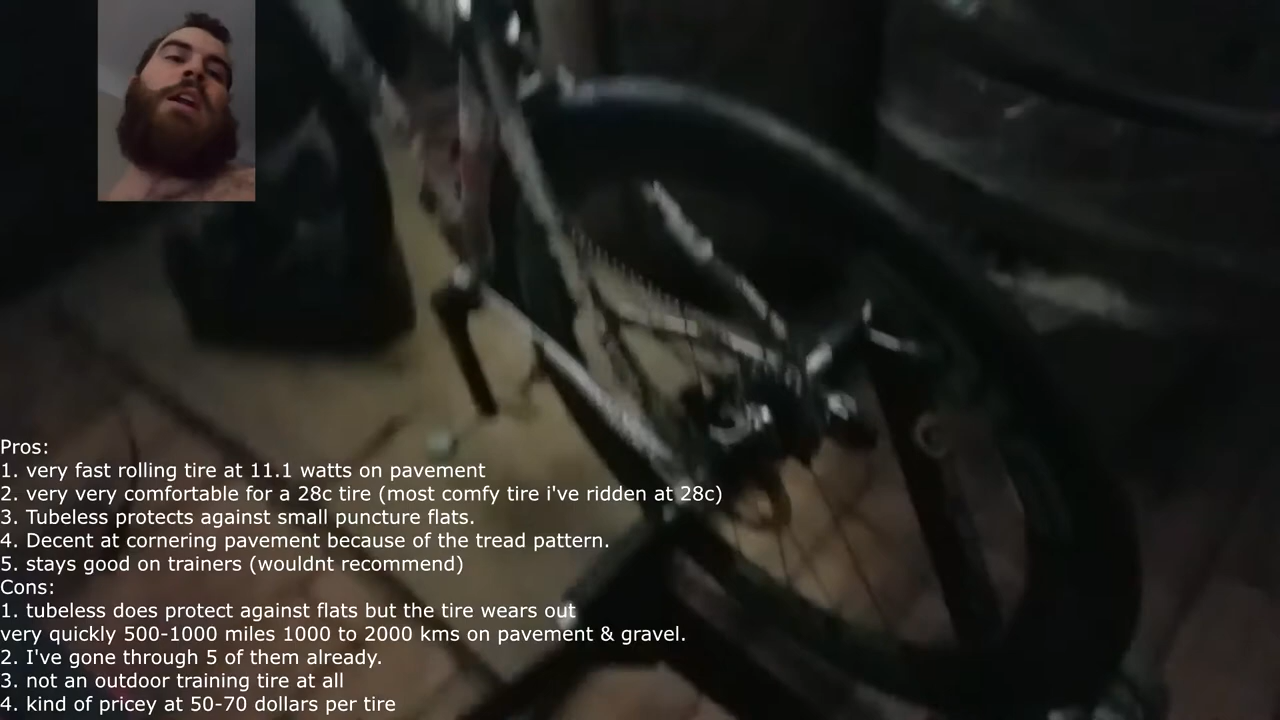 Pros:
1. very fast rolling tire at 11.1 watts on pavement
2. very very comfortable for a 28c tire (most comfy tire i've ridden at 28c)
3. Tubeless protects against small puncture flats.
4. Decent at cornering pavement because of the tread pattern.
5. stays good on trainers (wouldnt recommend)
Cons:
1. tubeless does protect against flats but the tire wears out
very quickly 500-1000 miles 1000 to 2000 kms on pavement & gravel.
2. I've gone through 5 of them already.
3. not an outdoor training tire at all
4. kind of pricey at 50-70 dollars per tire